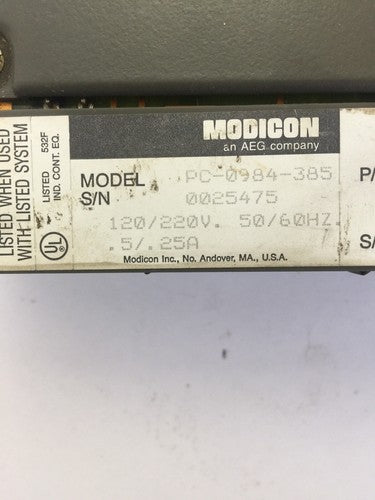 LISTED WHEN USED
WITH LISTED SYSTEM
LISTED 532F
IND. CONT. EQ.
UL
MODICON
an AEG company
MODEL PC-0984-385
S/N 0025475
120/220V. 50/60HZ.
.5/.25A
Modicon Inc., No. Andover, MA., U.S.A.
P/
S/